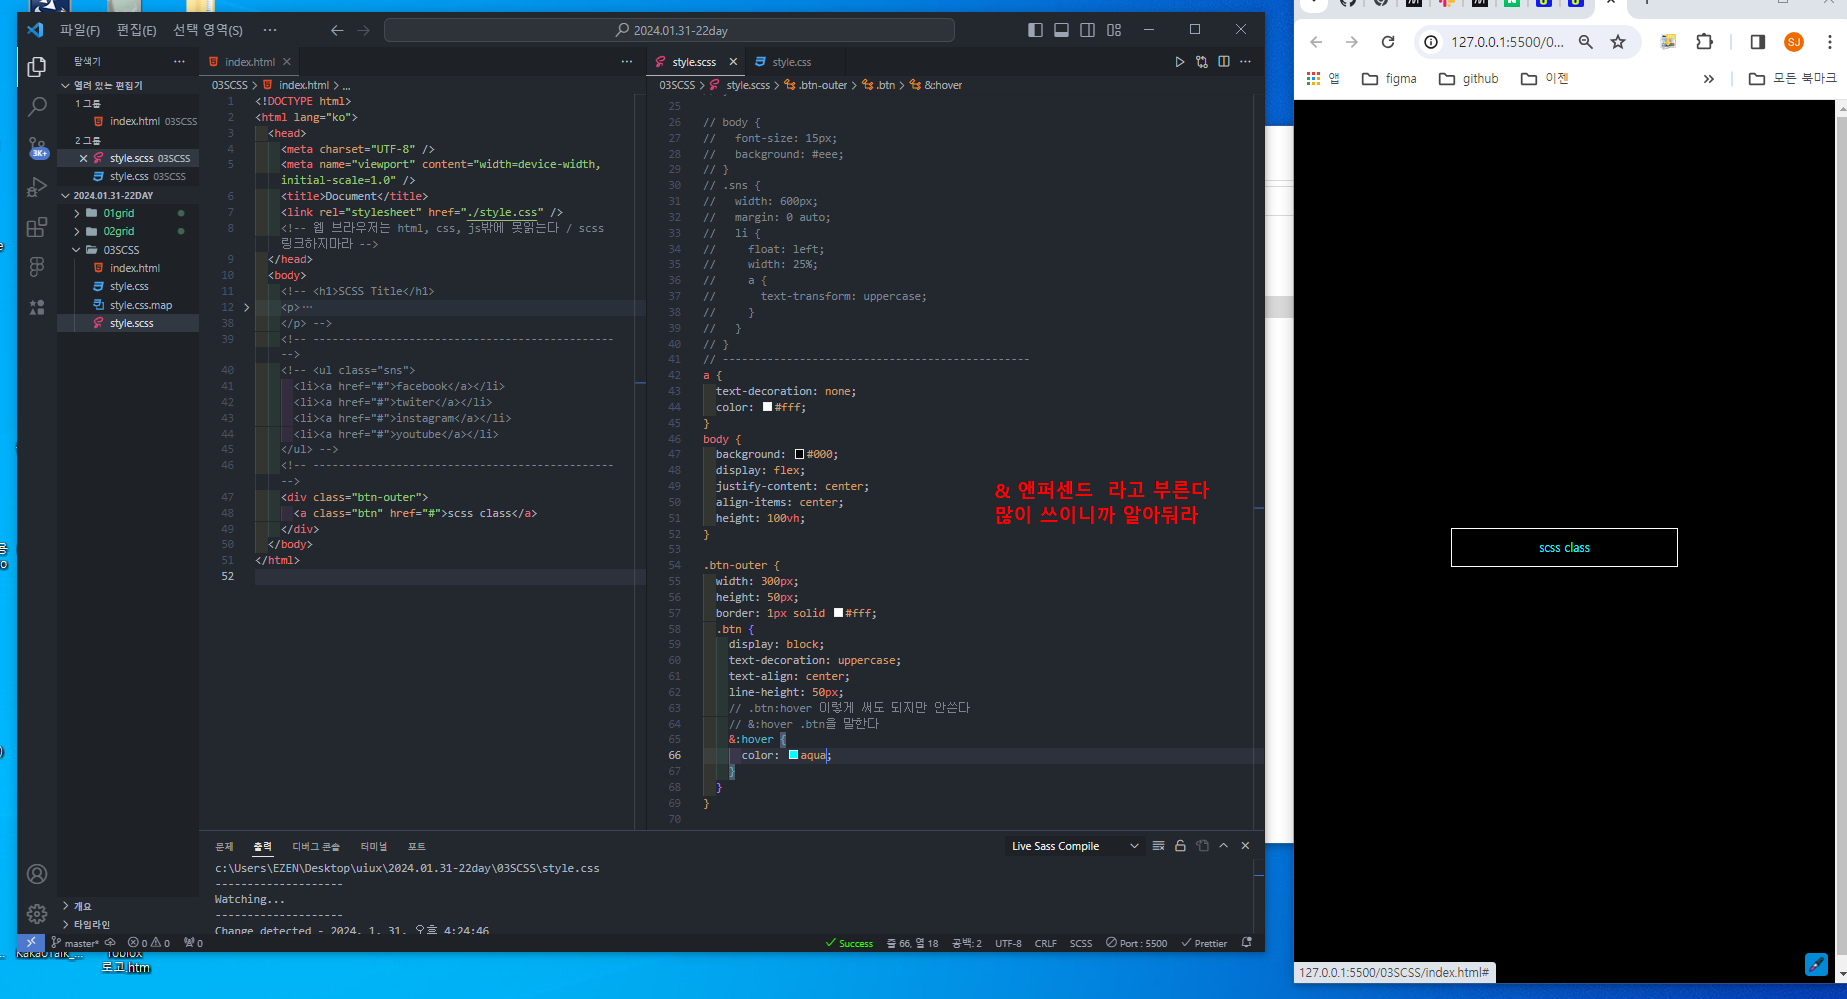 파일(F) 편집(E) 선택 영역(S) ··· 2024.01.31-22day
탐색기 ···
열려 있는 편집기
1 그룹
index.html 03SCSS
2 그룹
style.scss 03SCSS
style.css 03SCSS
2024.01.31-22DAY
01grid
02grid
03SCSS
index.html
style.css
style.css.map
style.scss
개요
타임라인
3K+
index.html
03SCSS > index.html > ...
1 <!DOCTYPE html>
2 <html lang="ko">
3 <head>
4 <meta charset="UTF-8" />
5 <meta name="viewport" content="width=device-width,
initial-scale=1.0" />
6 <title>Document</title>
7 <link rel="stylesheet" href="./style.css" />
8 <!-- 웹 브라우저는 html, css, js밖에 못읽는다 / scss
링크하지마라 -->
9 </head>
10 <body>
11 <!-- <h1>SCSS Title</h1>
12 <p>···
38 </p> -->
39 <!-- -----------------------------------------------
-->
40 <!-- <ul class="sns">
41 <li><a href="#">facebook</a></li>
42 <li><a href="#">twiter</a></li>
43 <li><a href="#">instagram</a></li>
44 <li><a href="#">youtube</a></li>
45 </ul> -->
46 <!-- -----------------------------------------------
-->
47 <div class="btn-outer">
48 <a class="btn" href="#">scss class</a>
49 </div>
50 </body>
51 </html>
52
style.scss style.css
03SCSS > style.scss > .btn-outer > .btn > &:hover
25
26 // body {
27 // font-size: 15px;
28 // background: #eee;
29 // }
30 // .sns {
31 // width: 600px;
32 // margin: 0 auto;
33 // li {
34 // float: left;
35 // width: 25%;
36 // a {
37 // text-transform: uppercase;
38 // }
39 // }
40 // }
41 // ------------------------------------------------
42 a {
43 text-decoration: none;
44 color: #fff;
45 }
46 body {
47 background: #000;
48 display: flex;
49 justify-content: center;
50 align-items: center;
51 height: 100vh;
52 }
53
54 .btn-outer {
55 width: 300px;
56 height: 50px;
57 border: 1px solid #fff;
58 .btn {
59 display: block;
60 text-decoration: uppercase;
61 text-align: center;
62 line-height: 50px;
63 // .btn:hover 이렇게 써도 되지만 안쓴다
64 // &:hover .btn을 말한다
65 &:hover {
66 color: aqua;
67 }
68 }
69 }
70
& 앤퍼센드 라고 부른다
많이 쓰이니까 알아둬라
문제 출력 디버그 콘솔 터미널 포트 Live Sass Compile
c:\Users\EZEN\Desktop\uiux\2024.01.31-22day\03SCSS\style.css
--------------------
Watching...
--------------------
Change detected - 2024. 1. 31. 오후 4:24:46
master* 0 0 0 Success 줄 66, 열 18 공백: 2 UTF-8 CRLF SCSS Port : 5500 Prettier
로고.htm
127.0.0.1:5500/0... SJ
앱 figma github 이젠 » 모든 북마크
scss class
127.0.0.1:5500/03SCSS/index.html#